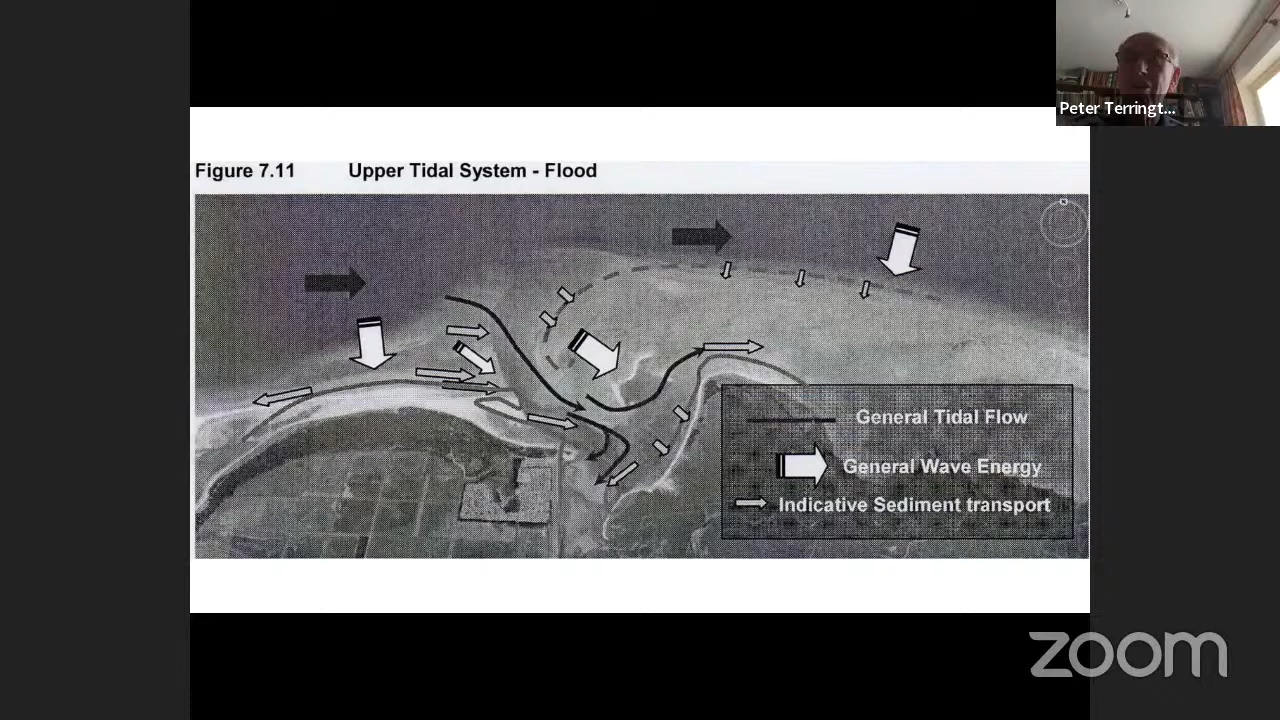 Peter Terringt...
Figure 7.11 Upper Tidal System - Flood
General Tidal Flow
General Wave Energy
Indicative Sediment transport
zoom